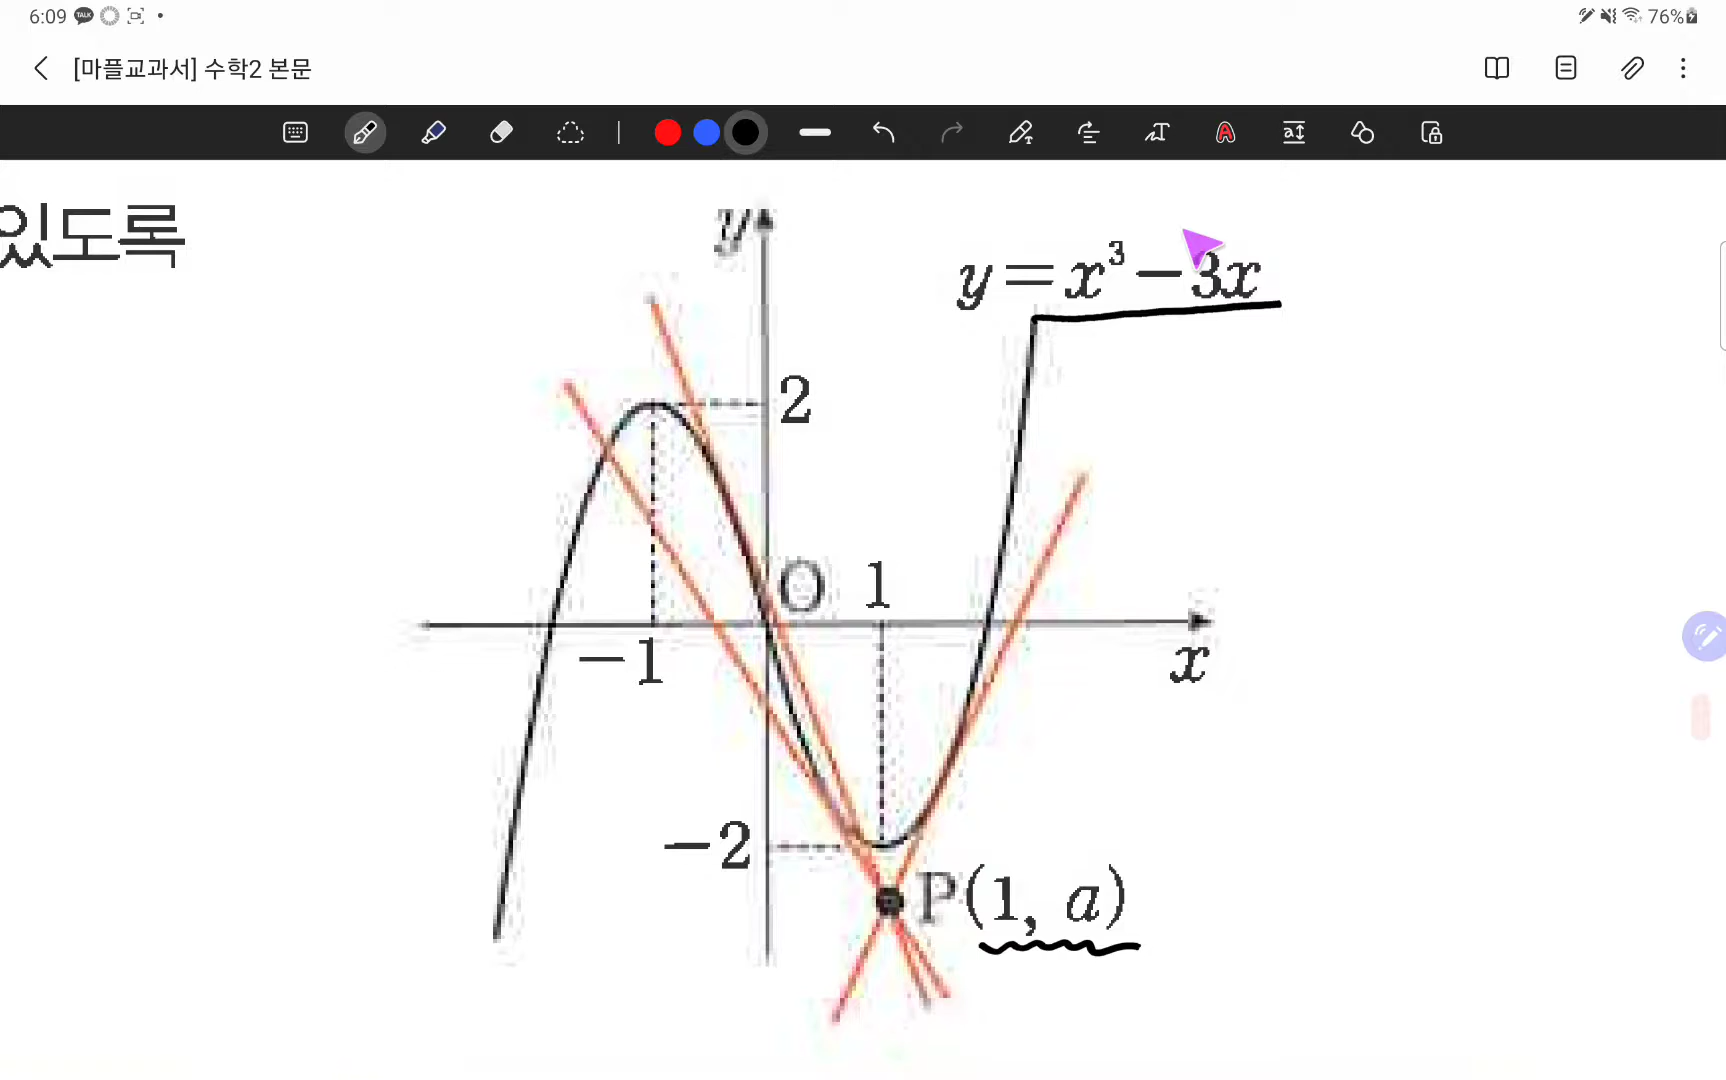 6:09 TALK 76%
[마플교과서] 수학2 본문
있도록
y
y=x³−3x
2
O 1
−1
x
−2
P(1, a)